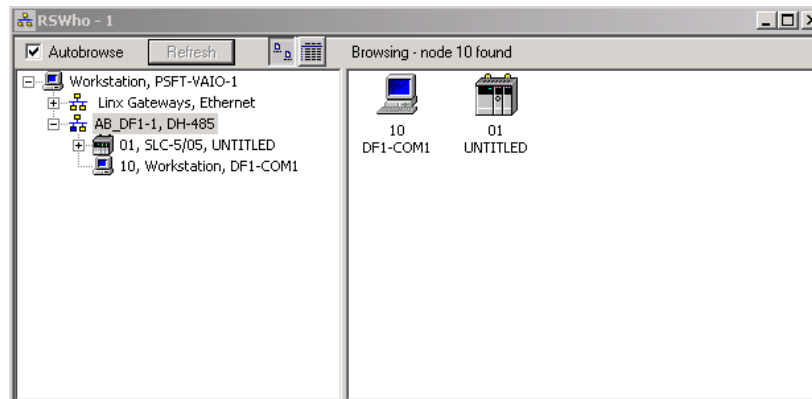 RSWho - 1
Autobrowse Refresh Browsing - node 10 found
Workstation, PSFT-VAIO-1
Linx Gateways, Ethernet
AB_DF1-1, DH-485
01, SLC-5/05, UNTITLED
10, Workstation, DF1-COM1
10
DF1-COM1
01
UNTITLED